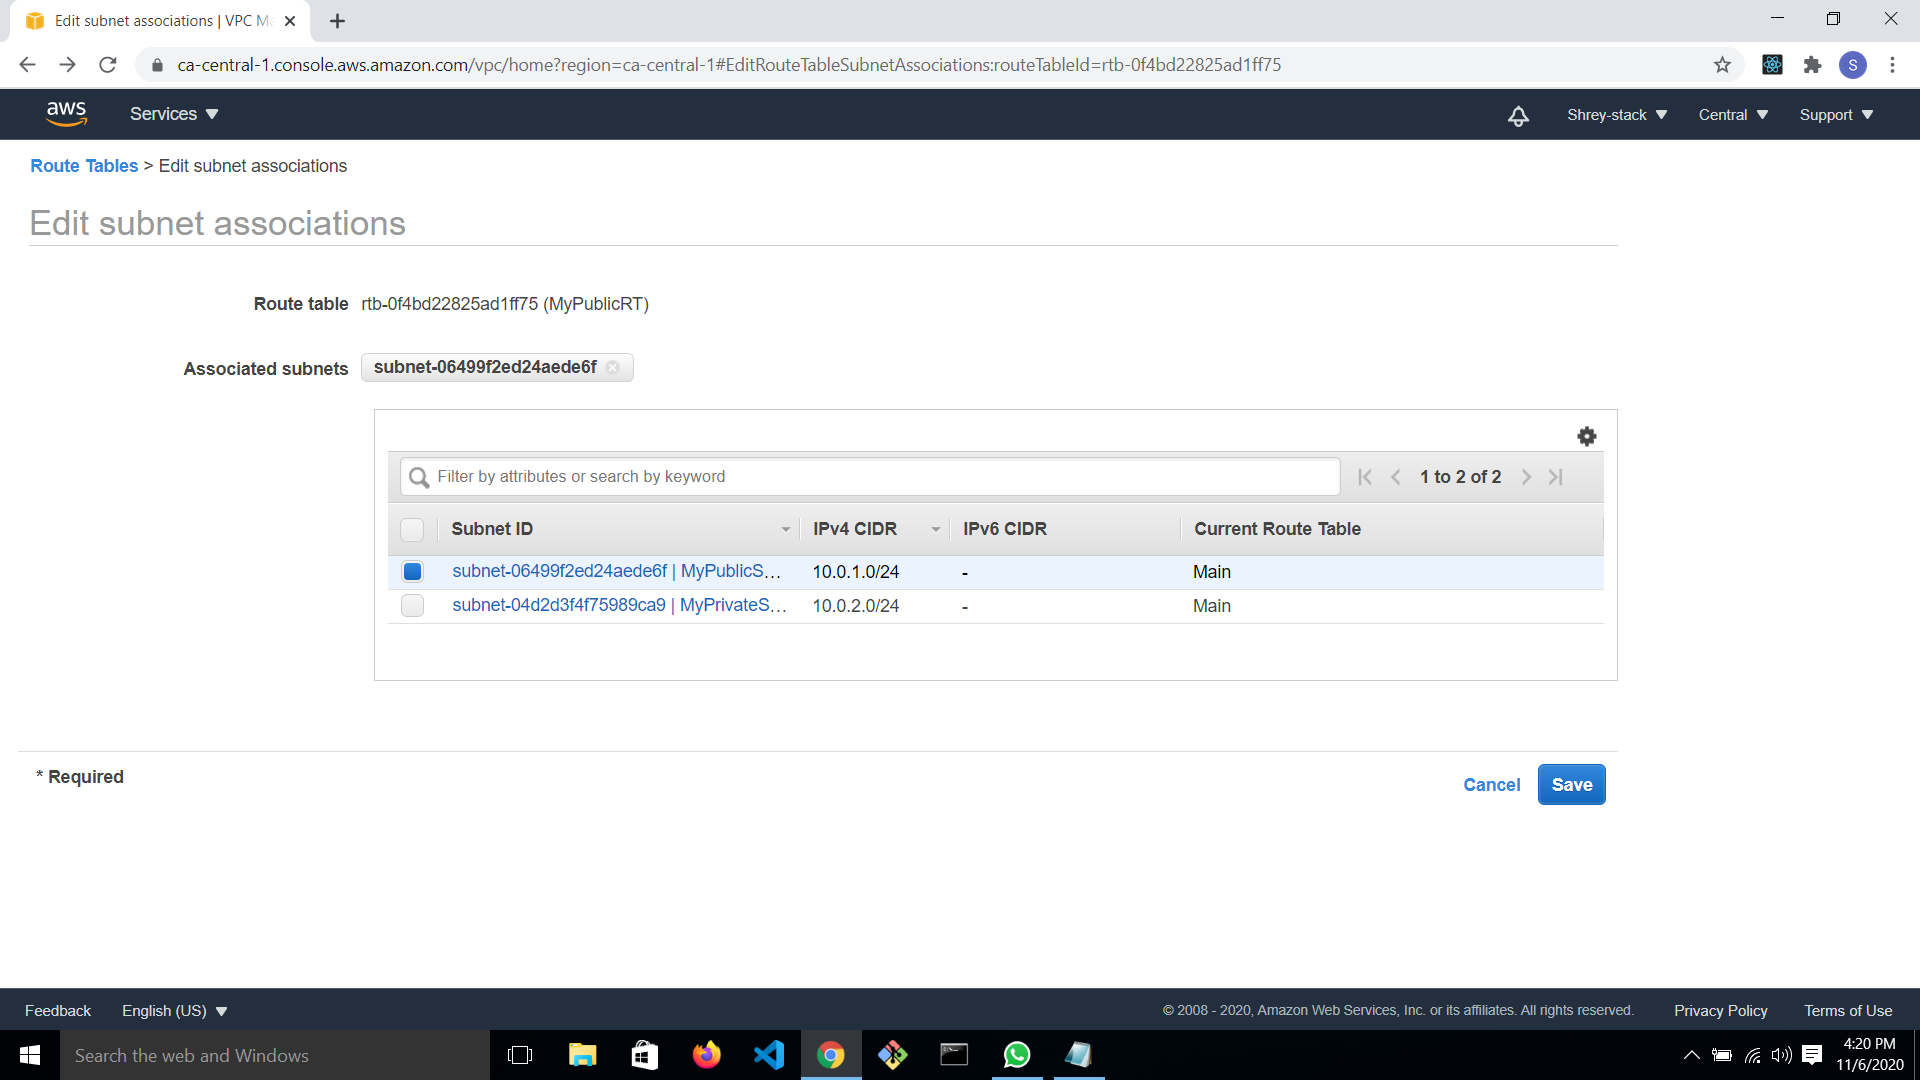 Edit subnet associations | VPC M
ca-central-1.console.aws.amazon.com/vpc/home?region=ca-central-1#EditRouteTableSubnetAssociations:routeTableId=rtb-0f4bd22825ad1ff75
S
aws
Services
Shrey-stack
Central
Support
Route Tables > Edit subnet associations
Edit subnet associations
Route table rtb-0f4bd22825ad1ff75 (MyPublicRT)
Associated subnets subnet-06499f2ed24aede6f
Filter by attributes or search by keyword
1 to 2 of 2
Subnet ID IPv4 CIDR IPv6 CIDR Current Route Table
subnet-06499f2ed24aede6f | MyPublicS... 10.0.1.0/24 - Main
subnet-04d2d3f4f75989ca9 | MyPrivateS... 10.0.2.0/24 - Main
* Required
Cancel
Save
Feedback
English (US)
© 2008 - 2020, Amazon Web Services, Inc. or its affiliates. All rights reserved.
Privacy Policy
Terms of Use
Search the web and Windows
4:20 PM
11/6/2020